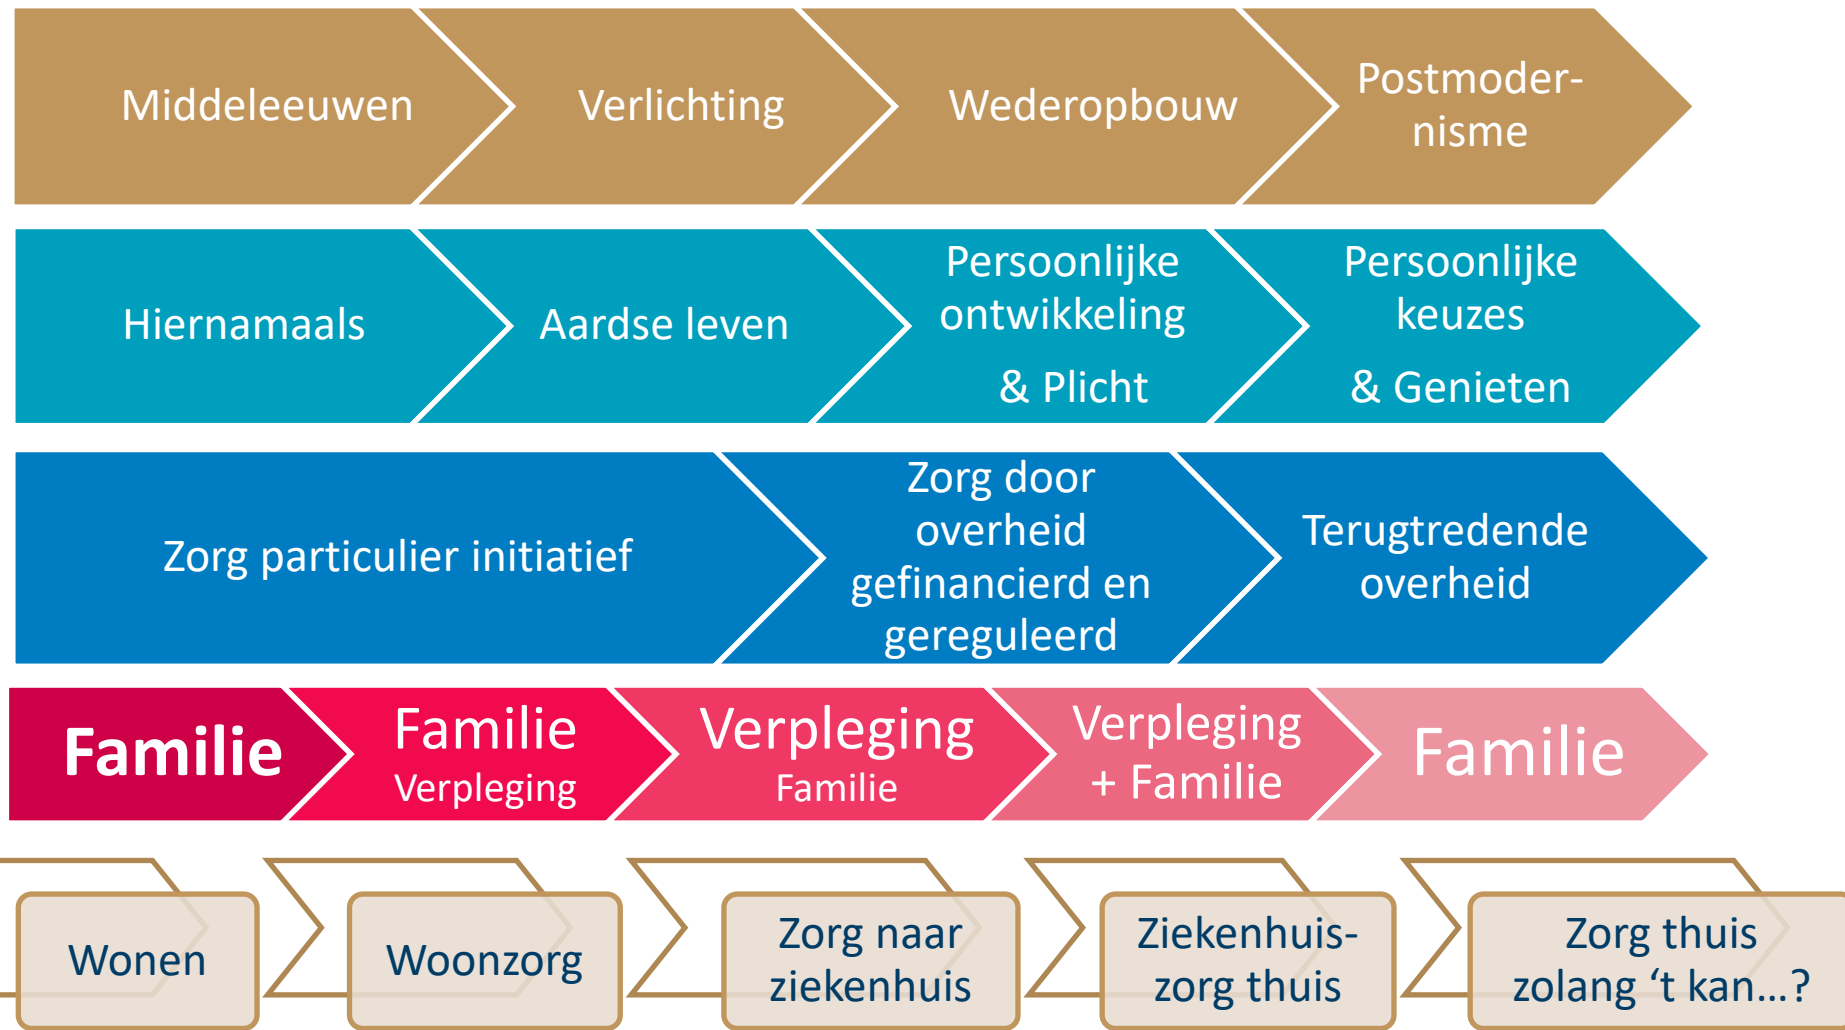 Middeleeuwen
Verlichting
Wederopbouw
Postmoder-
nisme
Hiernamaals
Aardse leven
Persoonlijke
ontwikkeling
& Plicht
Persoonlijke
keuzes
& Genieten
Zorg particulier initiatief
Zorg door
overheid
gefinancierd en
gereguleerd
Terugtredende
overheid
Familie
Familie
Verpleging
Verpleging
Familie
Verpleging
+ Familie
Familie
Wonen
Woonzorg
Zorg naar
ziekenhuis
Ziekenhuis-
zorg thuis
Zorg thuis
zolang ‘t kan...?